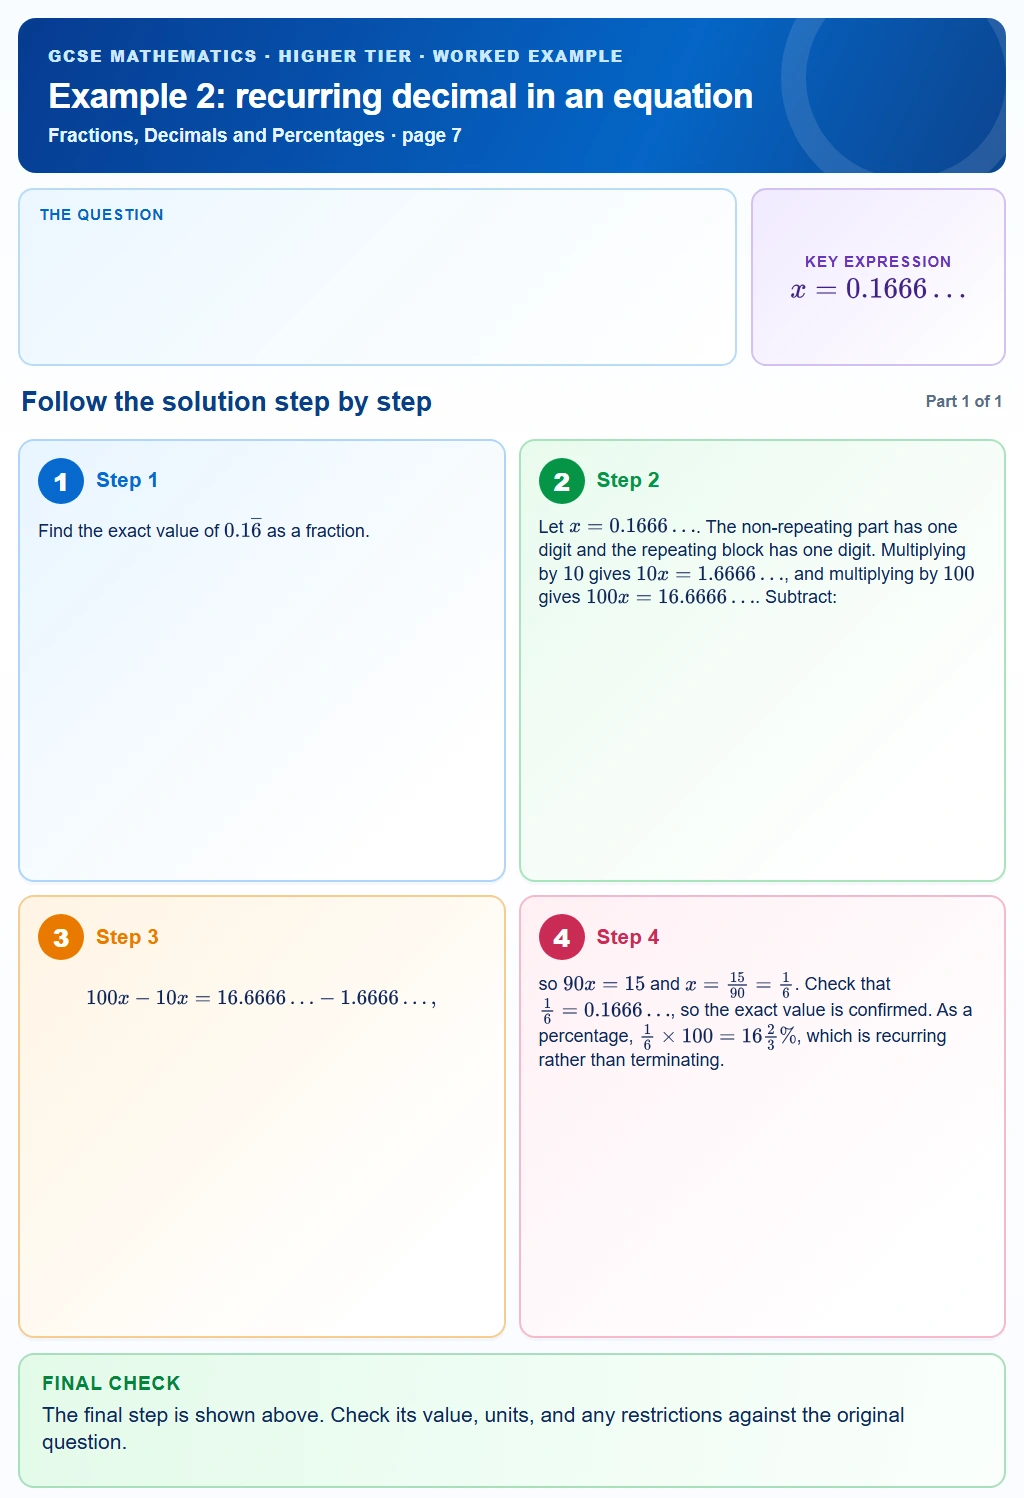 GCSE MATHEMATICS · HIGHER TIER · WORKED EXAMPLE
Example 2: recurring decimal in an equation
Fractions, Decimals and Percentages · page 7
THE QUESTION
KEY EXPRESSION
x = 0.1666...
Follow the solution step by step
Part 1 of 1
1 Step 1
Find the exact value of 0.16̅ as a fraction.
2 Step 2
Let x = 0.1666.... The non-repeating part has one
digit and the repeating block has one digit. Multiplying
by 10 gives 10x = 1.6666..., and multiplying by 100
gives 100x = 16.6666.... Subtract:
3 Step 3
100x − 10x = 16.6666... − 1.6666...,
4 Step 4
so 90x = 15 and x = 15/90 = 1/6. Check that
1/6 = 0.1666..., so the exact value is confirmed. As a
percentage, 1/6 × 100 = 16 2/3%, which is recurring
rather than terminating.
FINAL CHECK
The final step is shown above. Check its value, units, and any restrictions against the original
question.